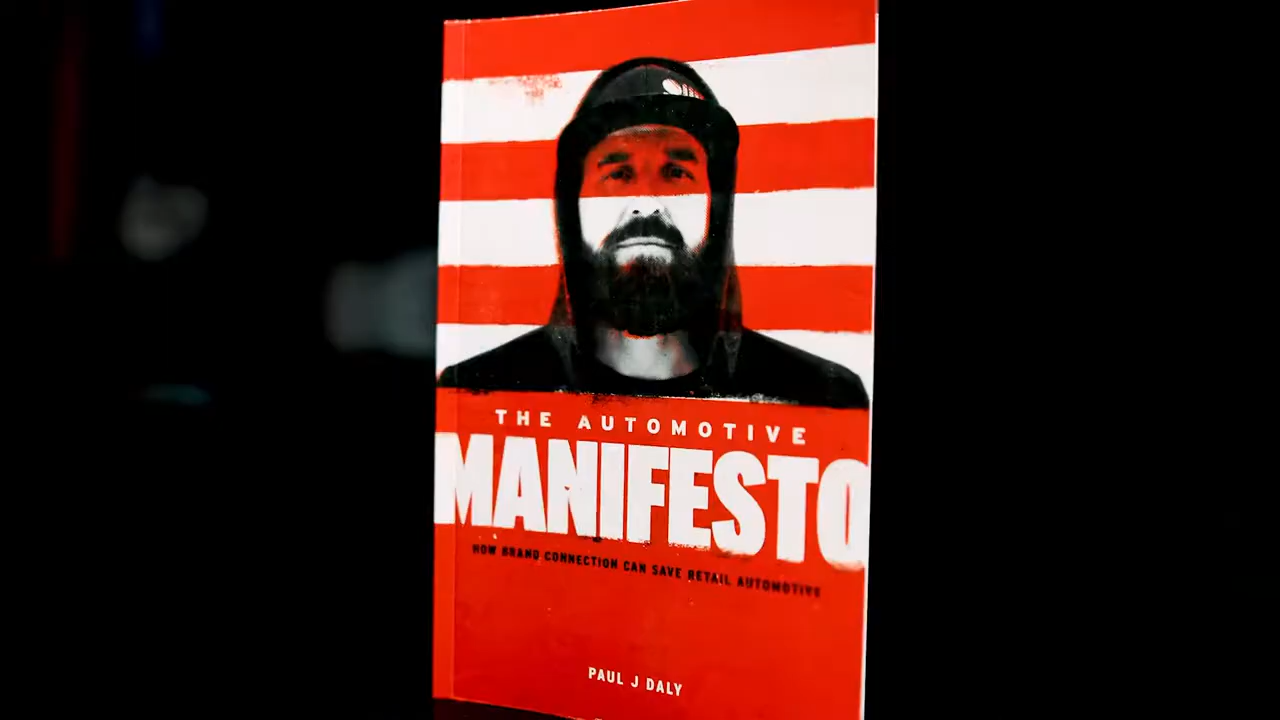 THE AUTOMOTIVE
MANIFESTO
HOW BRAND CONNECTION CAN SAVE RETAIL AUTOMOTIVE
PAUL J DALY